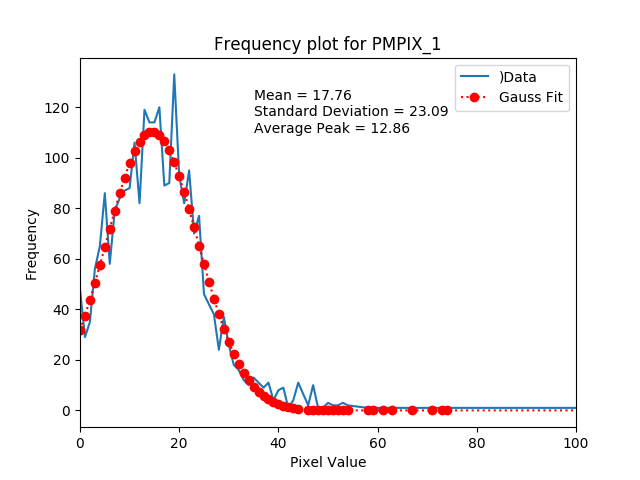 Frequency plot for PMPIX_1
)Data
Gauss Fit
Mean = 17.76
Standard Deviation = 23.09
Average Peak = 12.86
Frequency
120
100
80
60
40
20
0
0 20 40 60 80 100
Pixel Value